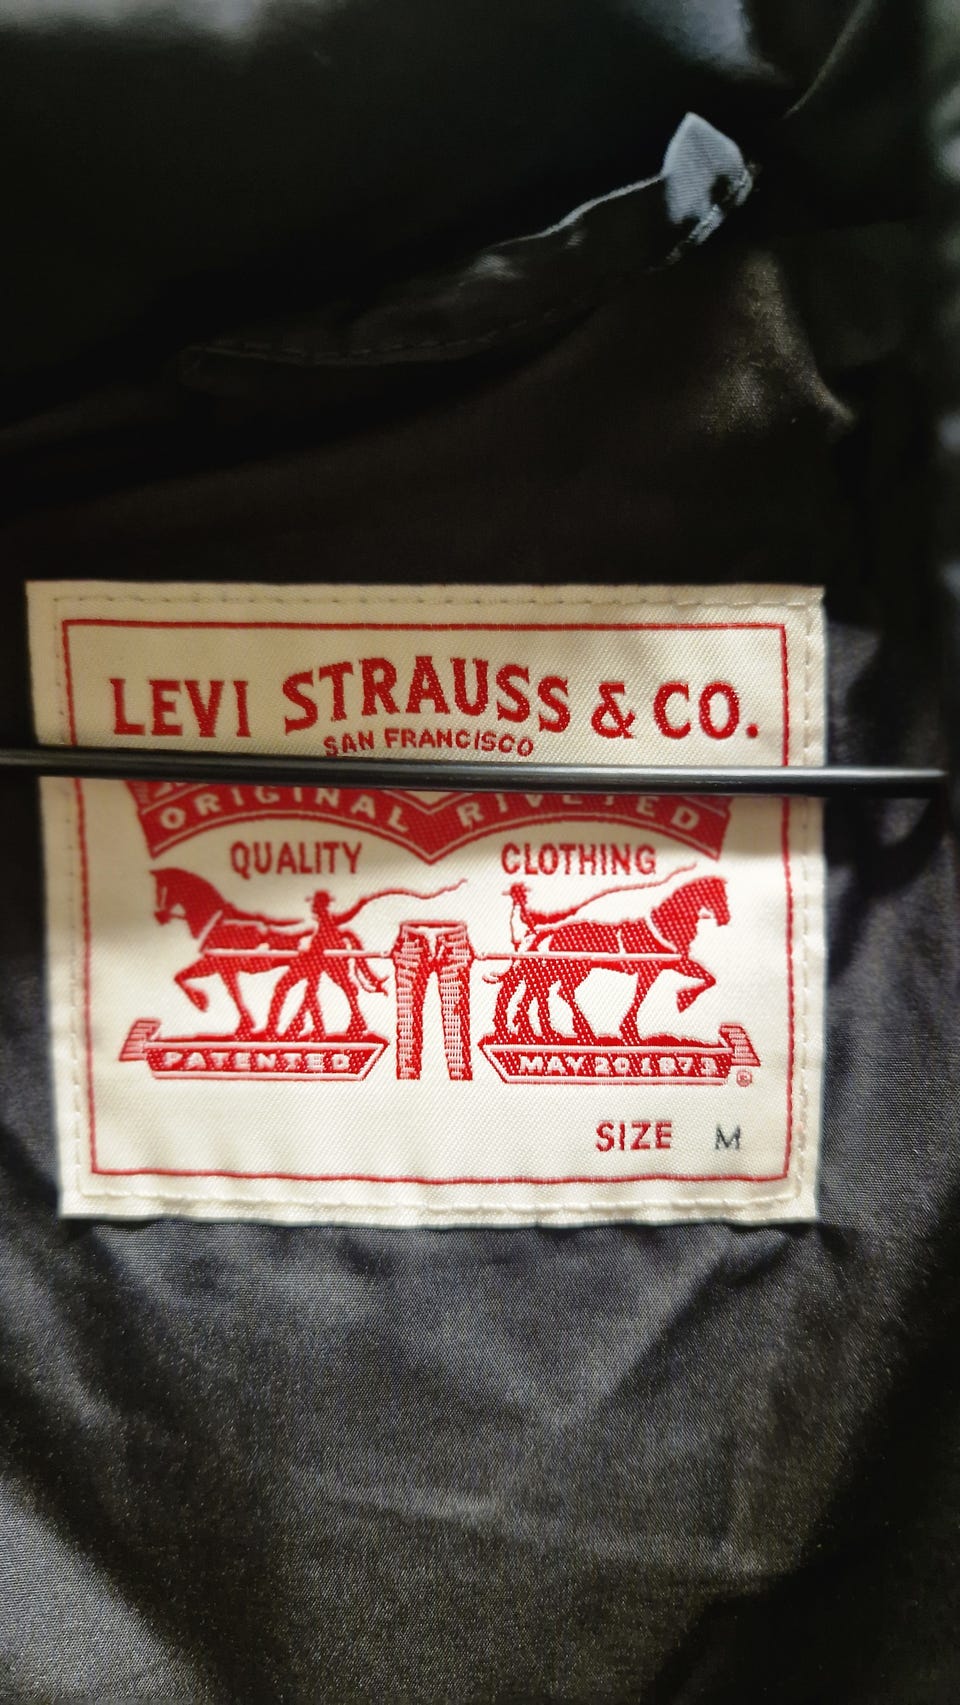 LEVI STRAUSS & CO.
SAN FRANCISCO
ORIGINAL RIVETED
QUALITY CLOTHING
PATENTED MAY 20 1873
®
SIZE M